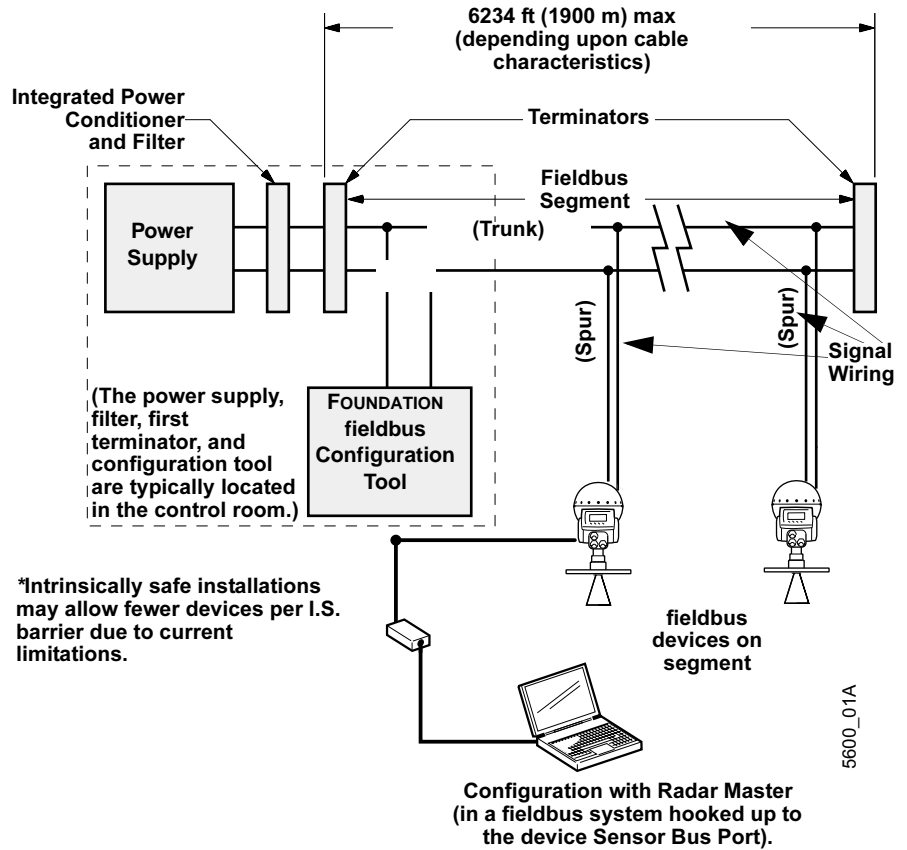 6234 ft (1900 m) max
(depending upon cable
characteristics)
Integrated Power
Conditioner
and Filter
Terminators
Fieldbus
Segment
(Trunk)
Power
Supply
(Spur)
(Spur)
Signal
Wiring
(The power supply,
filter, first
terminator, and
configuration tool
are typically located
in the control room.)
FOUNDATION
fieldbus
Configuration
Tool
*Intrinsically safe installations
may allow fewer devices per I.S.
barrier due to current
limitations.
fieldbus
devices on
segment
5600_01A
Configuration with Radar Master
(in a fieldbus system hooked up to
the device Sensor Bus Port).